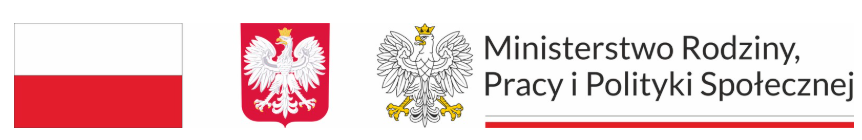 Ministerstwo Rodziny,
Pracy i Polityki Społecznej